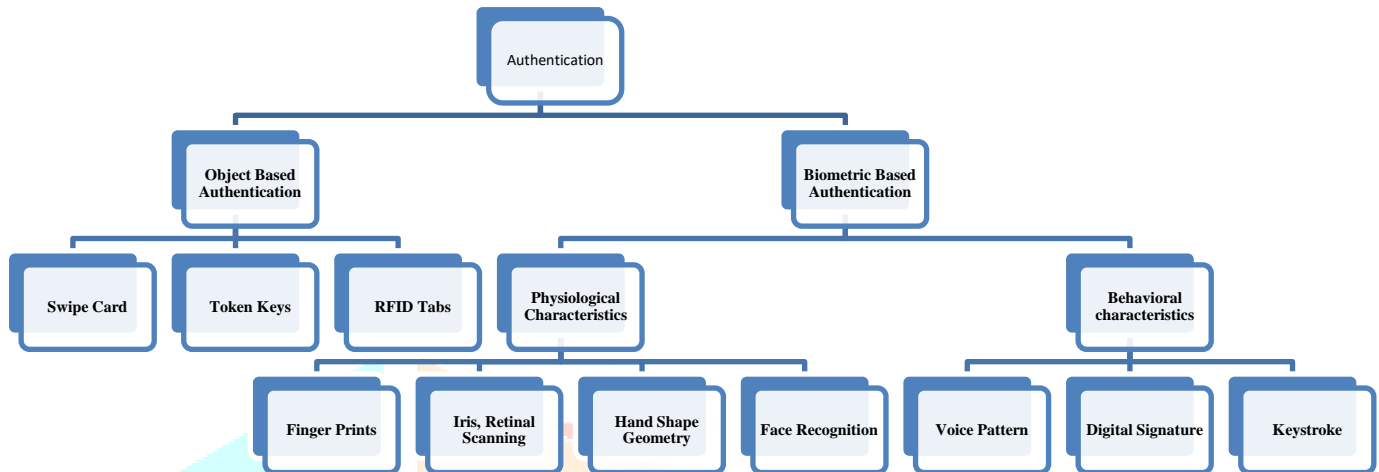 Authentication
Object Based
Authentication
Biometric Based
Authentication
Swipe Card
Token Keys
RFID Tabs
Physiological
Characteristics
Behavioral
characteristics
Finger Prints
Iris, Retinal
Scanning
Hand Shape
Geometry
Face Recognition
Voice Pattern
Digital Signature
Keystroke